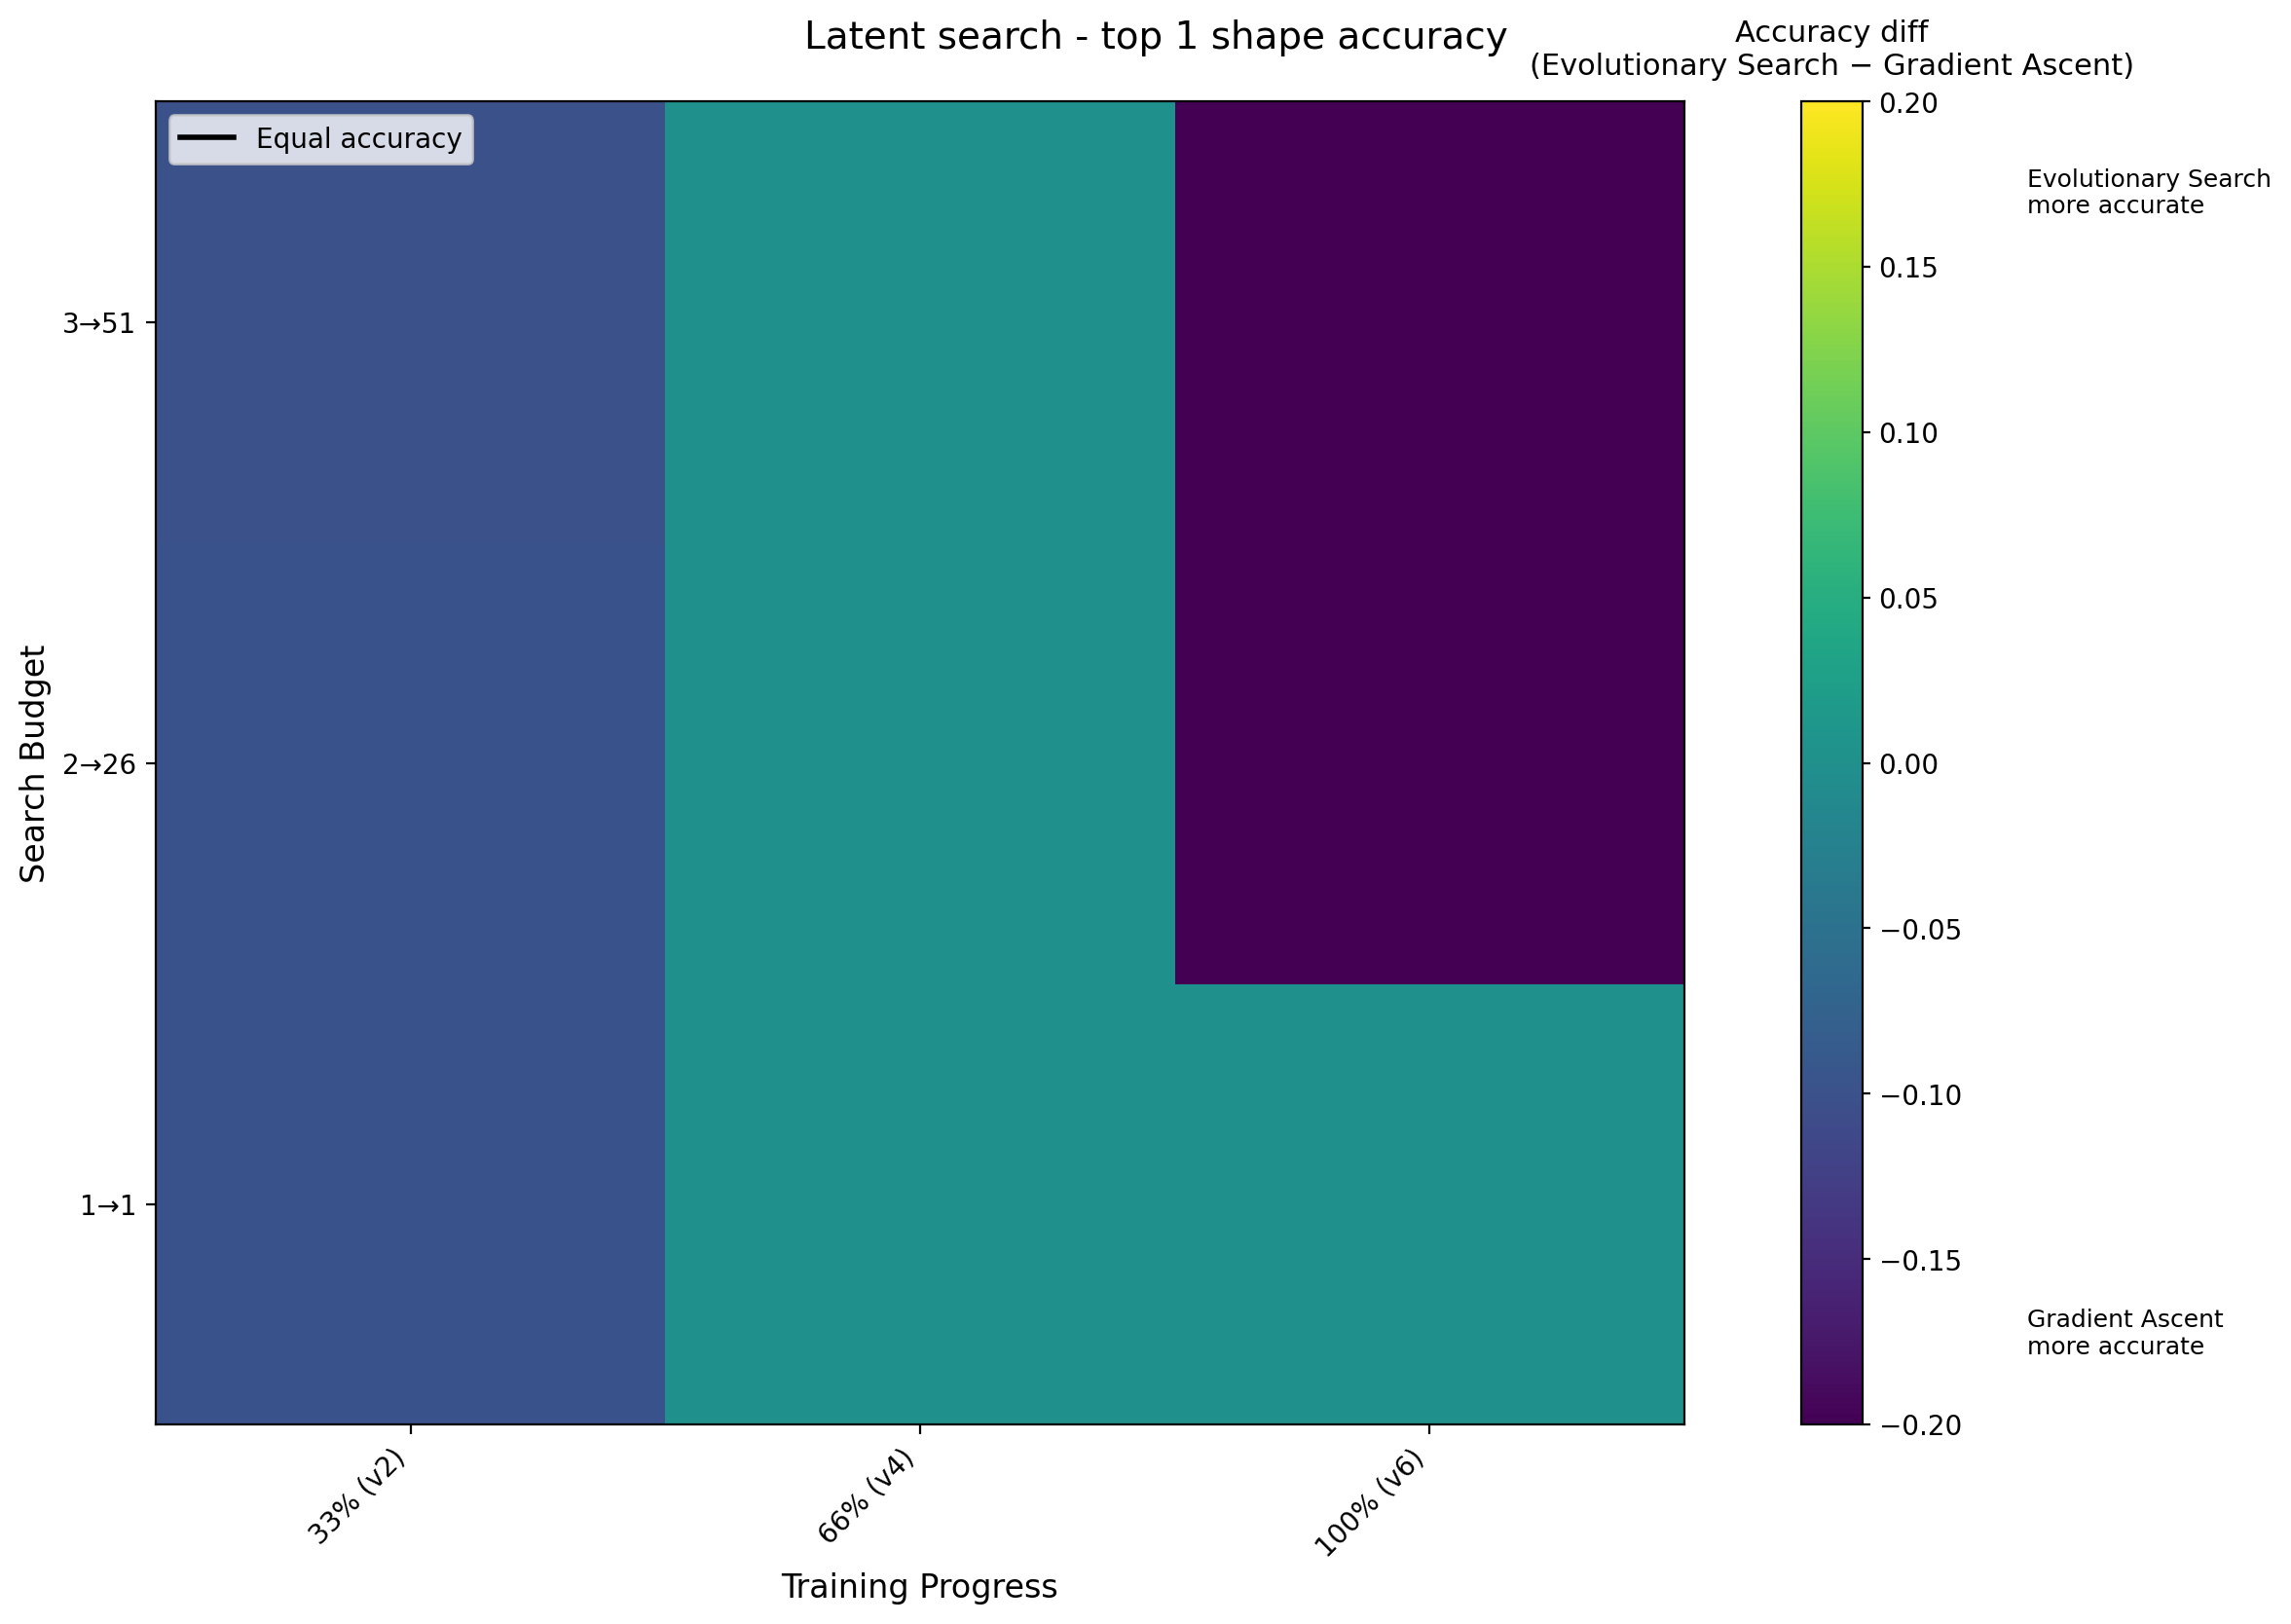 Latent search - top 1 shape accuracy
Accuracy diff
(Evolutionary Search − Gradient Ascent)
Equal accuracy
Search Budget
3→51
2→26
1→1
33% (v2)
66% (v4)
100% (v6)
Training Progress
0.20
0.15
0.10
0.05
0.00
−0.05
−0.10
−0.15
−0.20
Evolutionary Search
more accurate
Gradient Ascent
more accurate